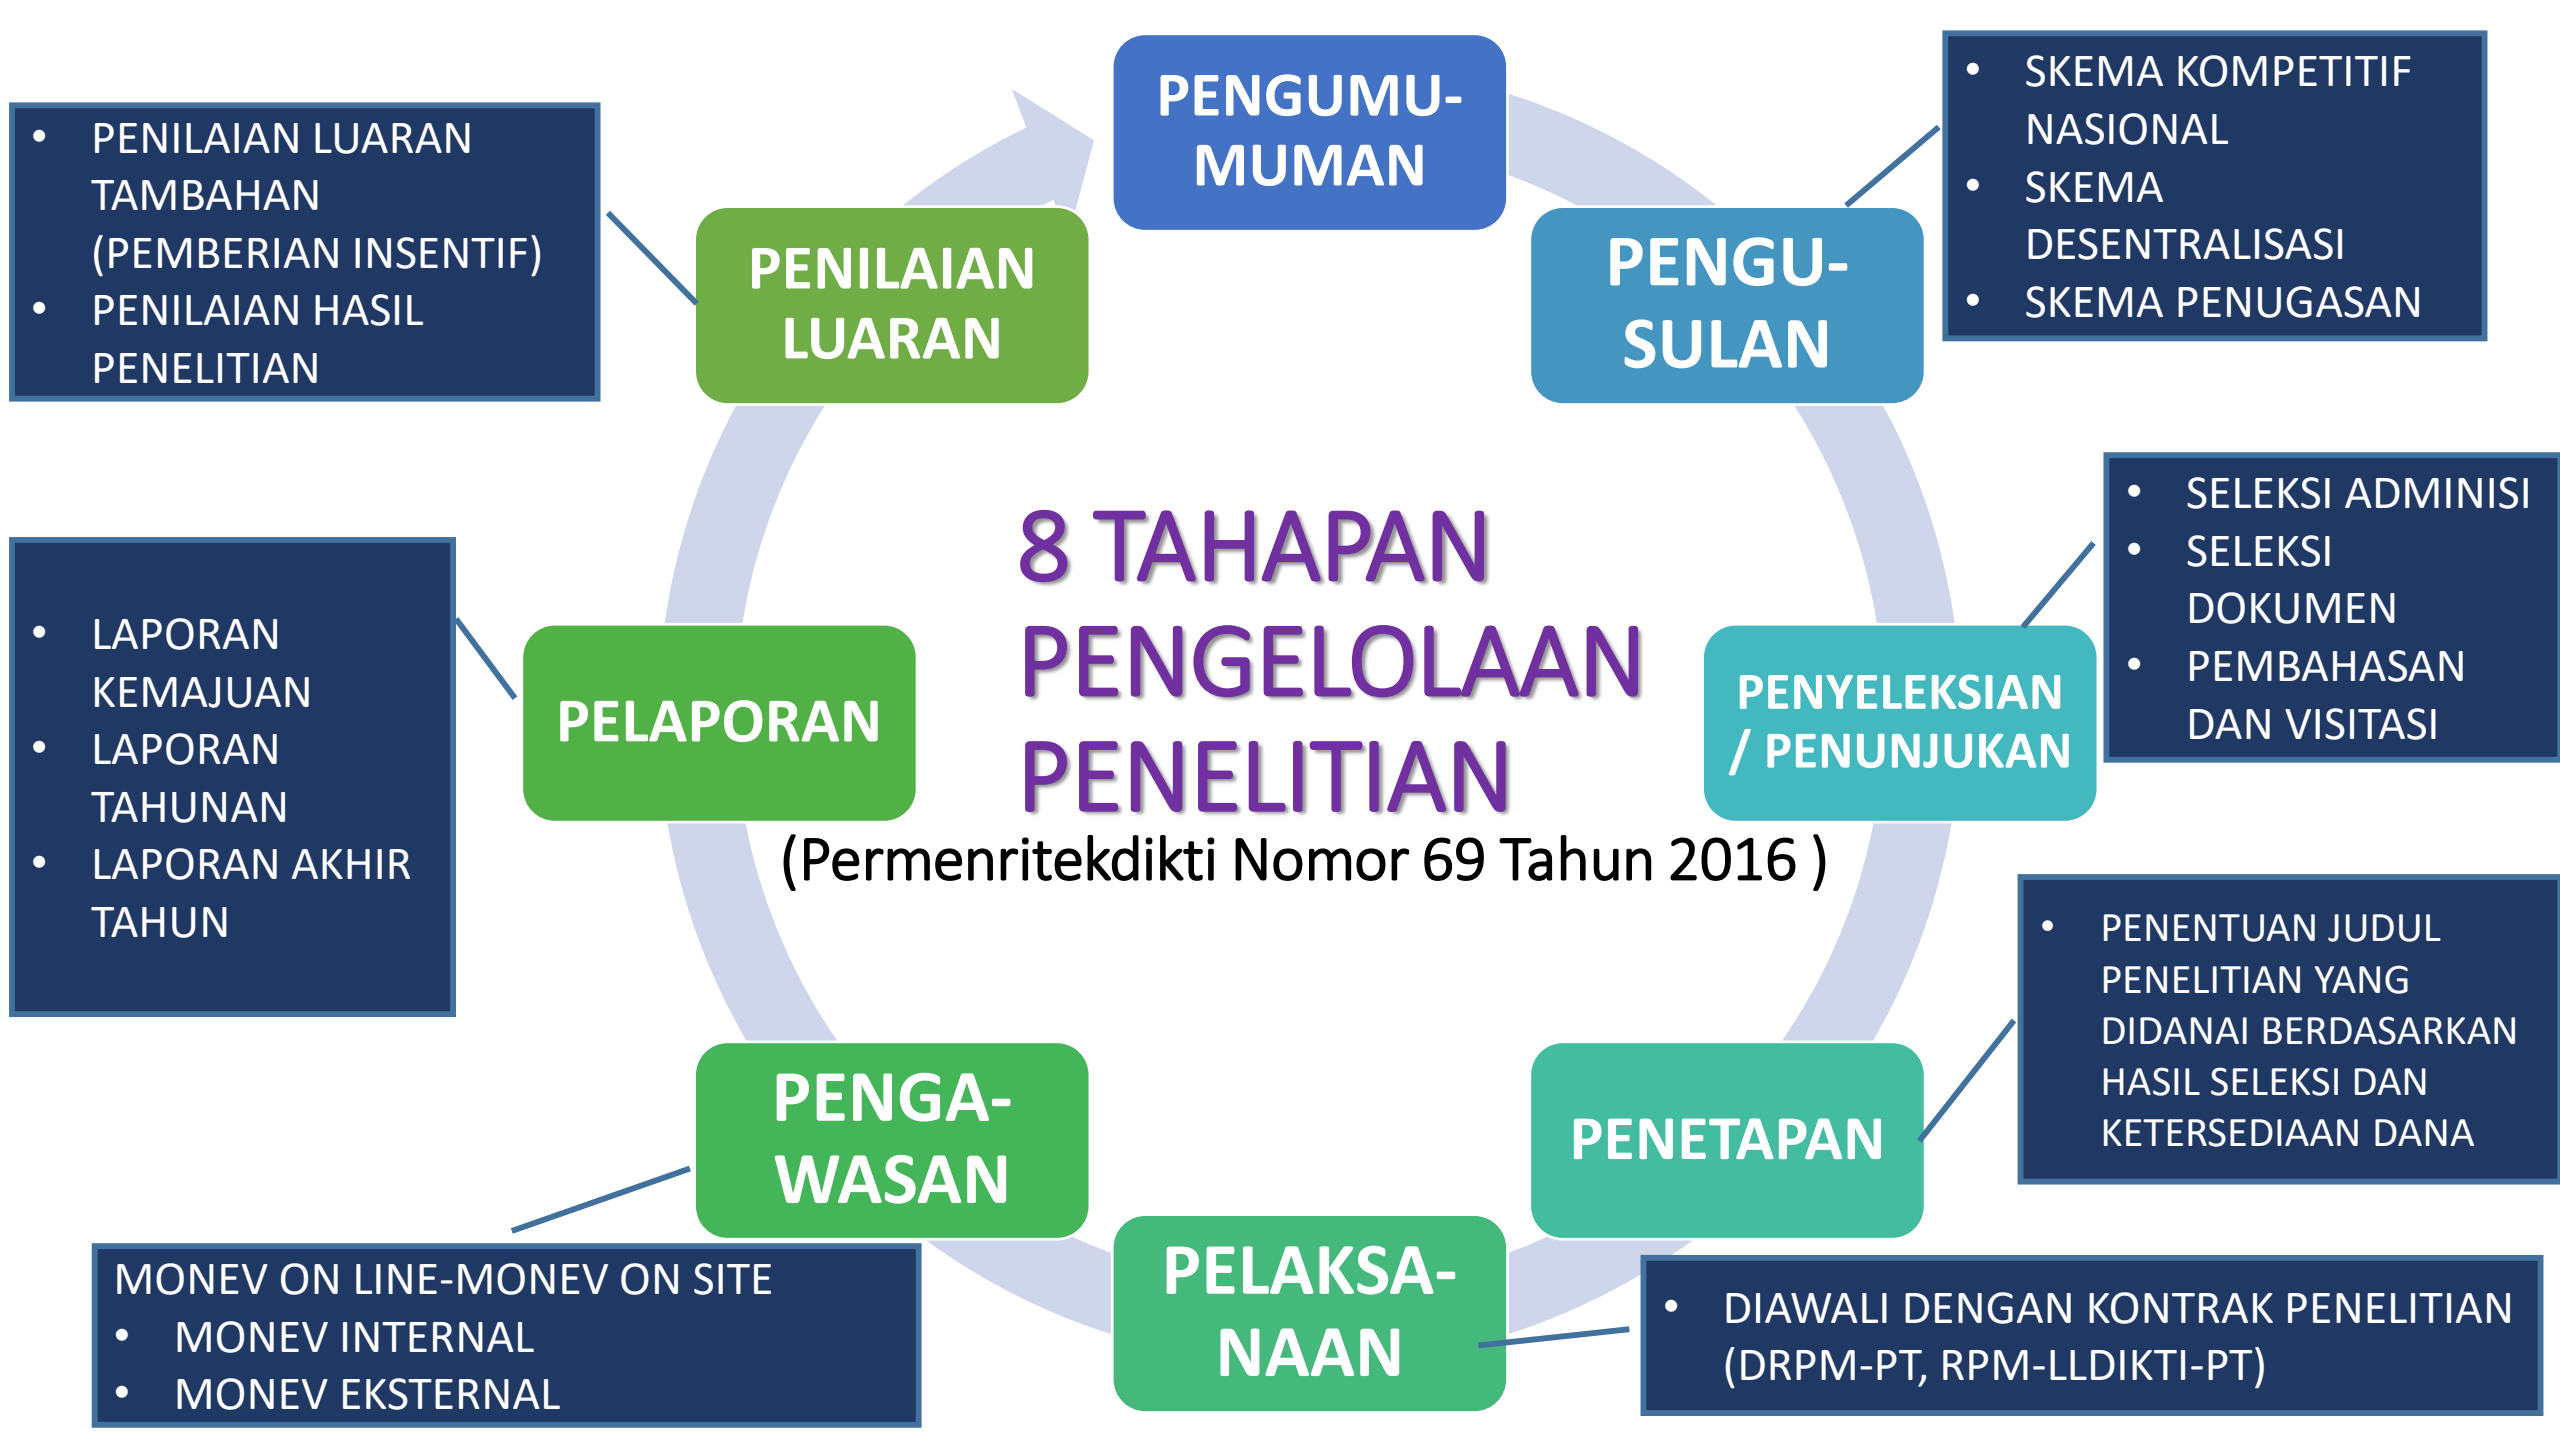 PENGUMU-
MUMAN
• SKEMA KOMPETITIF
NASIONAL
• SKEMA
DESENTRALISASI
• SKEMA PENUGASAN
PENGU-
SULAN
• SELEKSI ADMINISI
• SELEKSI
DOKUMEN
• PEMBAHASAN
DAN VISITASI
PENYELEKSIAN
/ PENUNJUKAN
• PENENTUAN JUDUL
PENELITIAN YANG
DIDANAI BERDASARKAN
HASIL SELEKSI DAN
KETERSEDIAAN DANA
PENETAPAN
• DIAWALI DENGAN KONTRAK PENELITIAN
(DRPM-PT, RPM-LLDIKTI-PT)
PELAKSA-
NAAN
PENGA-
WASAN
MONEV ON LINE-MONEV ON SITE
• MONEV INTERNAL
• MONEV EKSTERNAL
PELAPORAN
• LAPORAN
KEMAJUAN
• LAPORAN
TAHUNAN
• LAPORAN AKHIR
TAHUN
PENILAIAN
LUARAN
• PENILAIAN LUARAN
TAMBAHAN
(PEMBERIAN INSENTIF)
• PENILAIAN HASIL
PENELITIAN
8 TAHAPAN
PENGELOLAAN
PENELITIAN
(Permenritekdikti Nomor 69 Tahun 2016 )